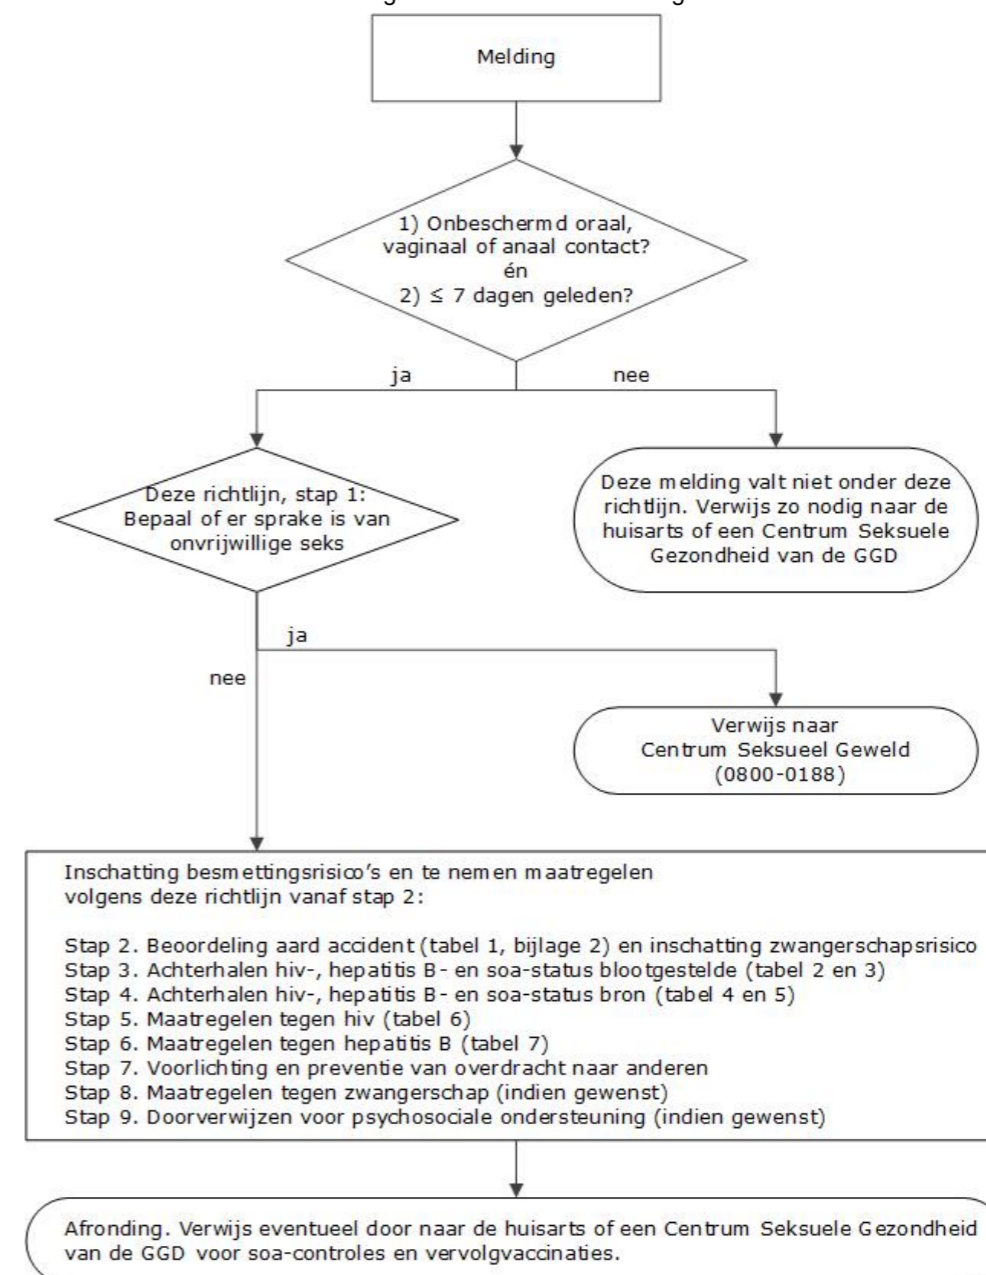 Melding
1) Onbeschermd oraal,
vaginaal of anaal contact?
én
2) ≤ 7 dagen geleden?
ja
nee
Deze richtlijn, stap 1:
Bepaal of er sprake is van
onvrijwillige seks
Deze melding valt niet onder deze
richtlijn. Verwijs zo nodig naar de
huisarts of een Centrum Seksuele
Gezondheid van de GGD
ja
nee
Verwijs naar
Centrum Seksueel Geweld
(0800-0188)
Inschatting besmettingsrisico's en te nemen maatregelen
volgens deze richtlijn vanaf stap 2:
Stap 2. Beoordeling aard accident (tabel 1, bijlage 2) en inschatting zwangerschapsrisico
Stap 3. Achterhalen hiv-, hepatitis B- en soa-status blootgestelde (tabel 2 en 3)
Stap 4. Achterhalen hiv-, hepatitis B- en soa-status bron (tabel 4 en 5)
Stap 5. Maatregelen tegen hiv (tabel 6)
Stap 6. Maatregelen tegen hepatitis B (tabel 7)
Stap 7. Voorlichting en preventie van overdracht naar anderen
Stap 8. Maatregelen tegen zwangerschap (indien gewenst)
Stap 9. Doorverwijzen voor psychosociale ondersteuning (indien gewenst)
Afronding. Verwijs eventueel door naar de huisarts of een Centrum Seksuele Gezondheid
van de GGD voor soa-controles en vervolgvaccinaties.